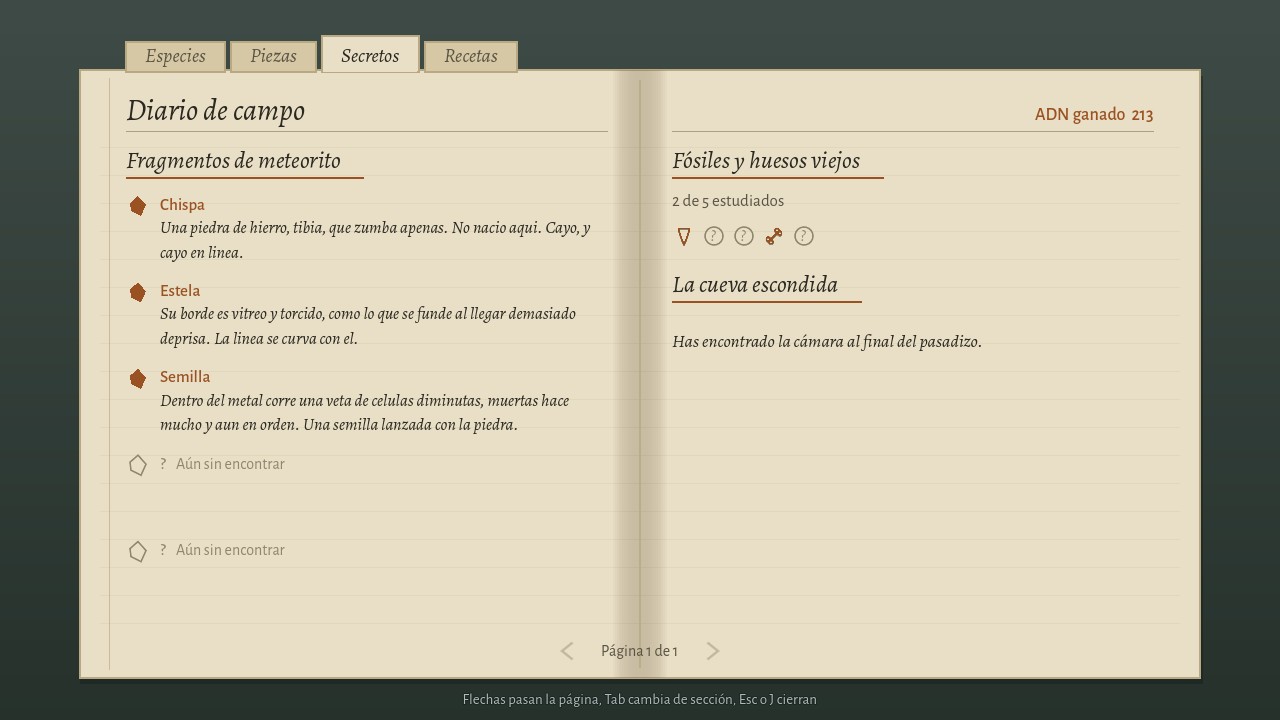 Especies
Piezas
Secretos
Recetas
Diario de campo
Fragmentos de meteorito
Chispa
Una piedra de hierro, tibia, que zumba apenas. No nacio aqui. Cayo, y
cayo en linea.
Estela
Su borde es vitreo y torcido, como lo que se funde al llegar demasiado
deprisa. La linea se curva con el.
Semilla
Dentro del metal corre una veta de celulas diminutas, muertas hace
mucho y aun en orden. Una semilla lanzada con la piedra.
? Aún sin encontrar
? Aún sin encontrar
ADN ganado 213
Fósiles y huesos viejos
2 de 5 estudiados
? ? ?
La cueva escondida
Has encontrado la cámara al final del pasadizo.
Página 1 de 1
Flechas pasan la página, Tab cambia de sección, Esc o J cierran